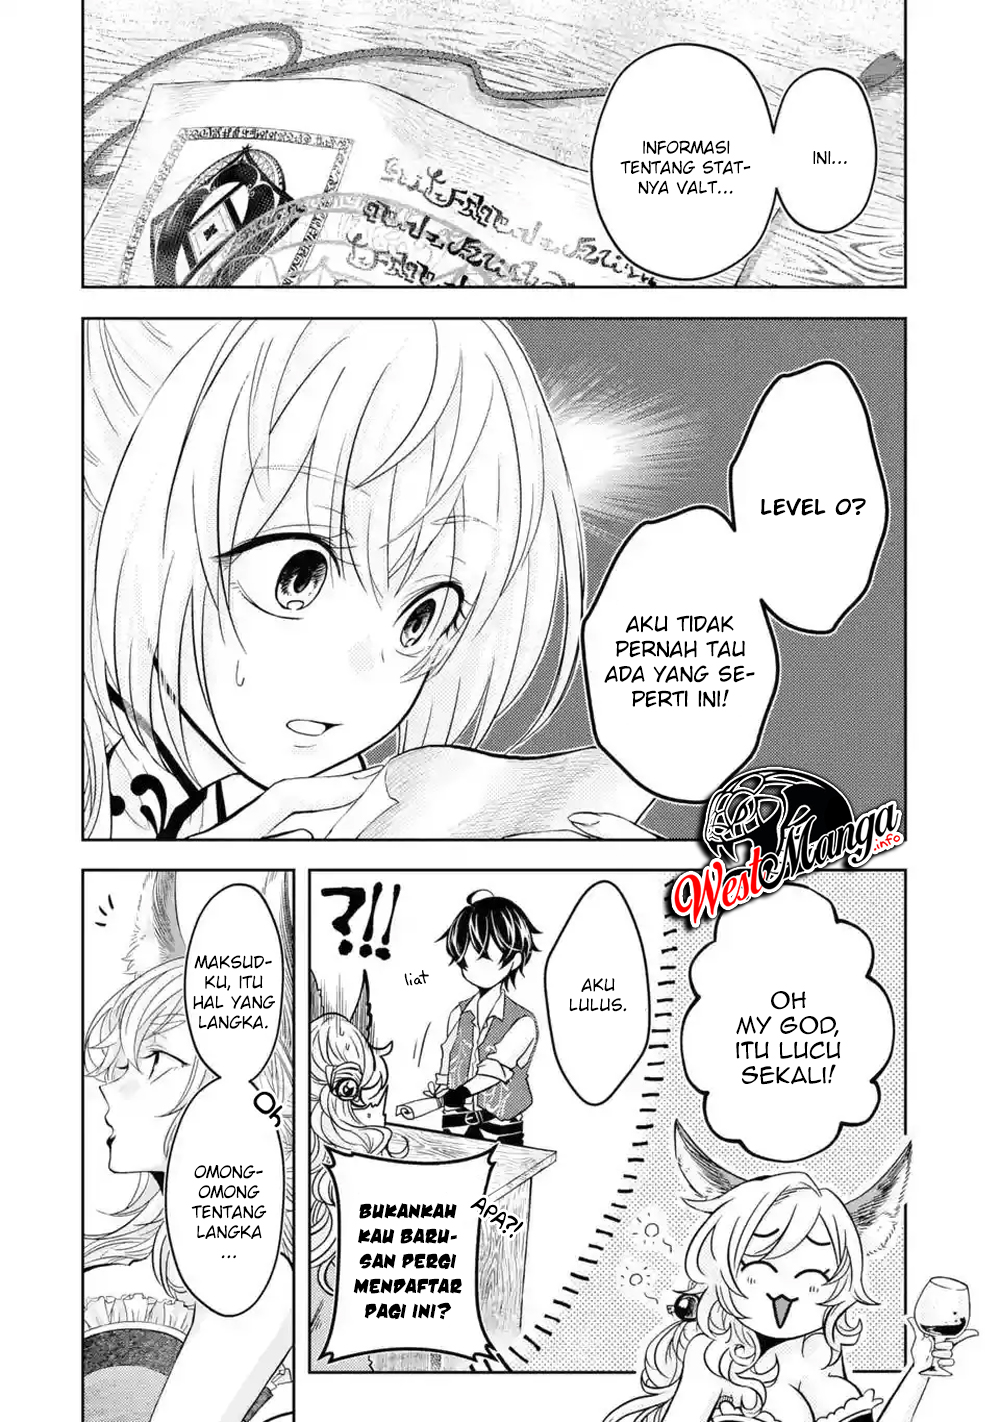 INI...
INFORMASI
TENTANG STAT-
NYA VALT...
LEVEL 0?
AKU TIDAK
PERNAH TAU
ADA YANG SE-
PERTI INI!
WestManga
.info
OH
MY GOD,
ITU LUCU
SEKALI!
AKU
LULUS.
?!!!
liat
APA?!
BUKANKAH
KAU BARU-
SAN PERGI
MENDAFTAR
PAGI INI?
MAKSUD-
KU, ITU
HAL YANG
LANGKA.
Oh
OMONG-
OMONG
TENTANG
LANGKA
...